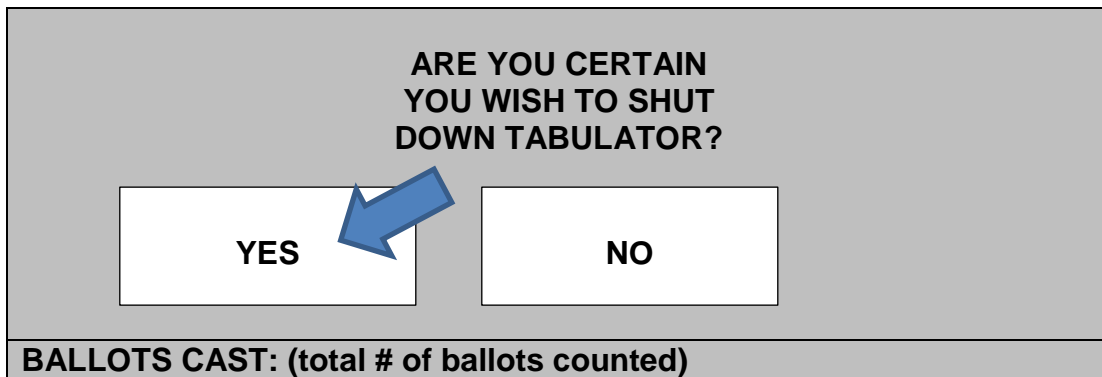 ARE YOU CERTAIN
YOU WISH TO SHUT
DOWN TABULATOR?
YES
NO
BALLOTS CAST: (total # of ballots counted)